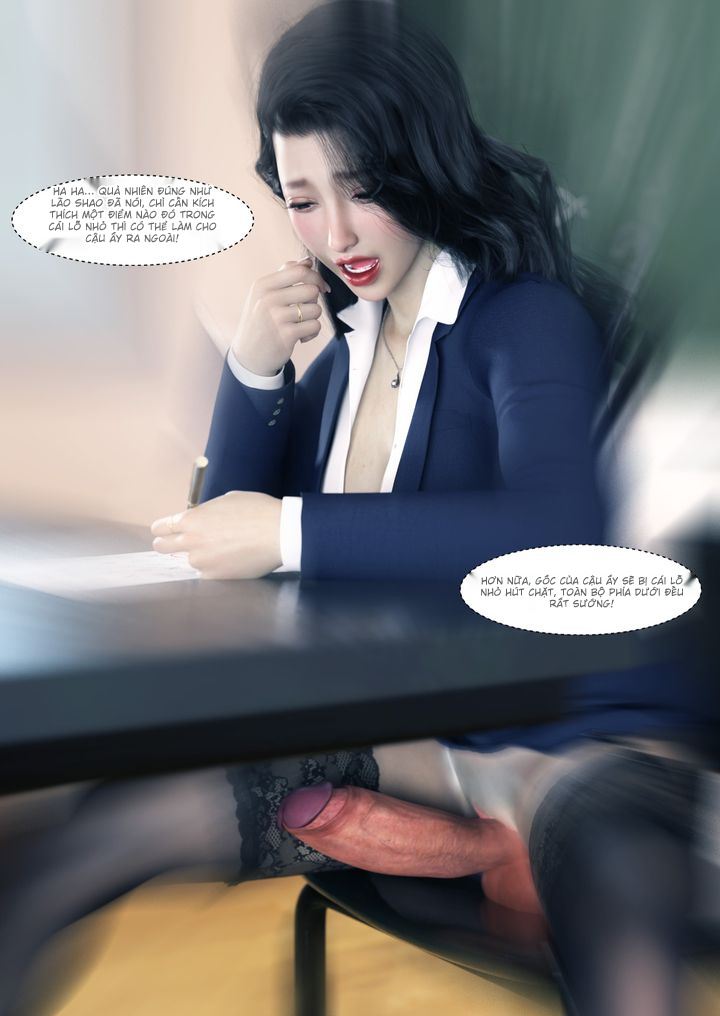 HA HA... QUẢ NHIÊN ĐÚNG NHƯ
LÃO SHAO ĐÃ NÓI, CHỈ CẦN KÍCH
THÍCH MỘT ĐIỂM NÀO ĐÓ TRONG
CÁI LỖ NHỎ THÌ CÓ THỂ LÀM CHO
CẬU ẤY RA NGOÀI!
HƠN NỮA, GỐC CỦA CẬU ẤY SẼ BỊ CÁI LỖ
NHỎ HÚT CHẶT, TOÀN BỘ PHÍA DƯỚI ĐỀU
RẤT SƯỚNG!